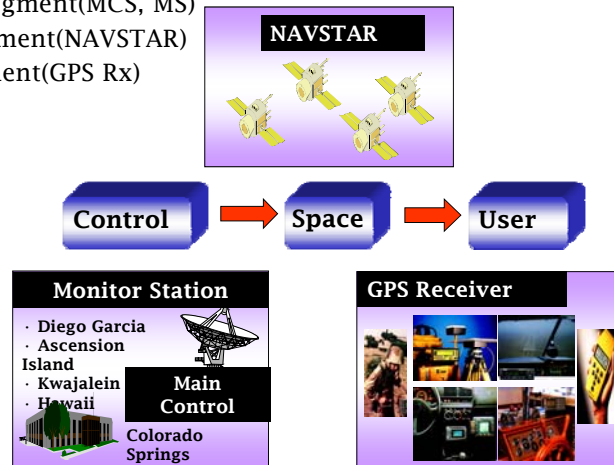 gment(MCS, MS)
ment(NAVSTAR)
ent(GPS Rx)
NAVSTAR
Control
Space
User
Monitor Station
· Diego Garcia
· Ascension
Island
· Kwajalein
· Hawaii
Main
Control
Colorado
Springs
GPS Receiver